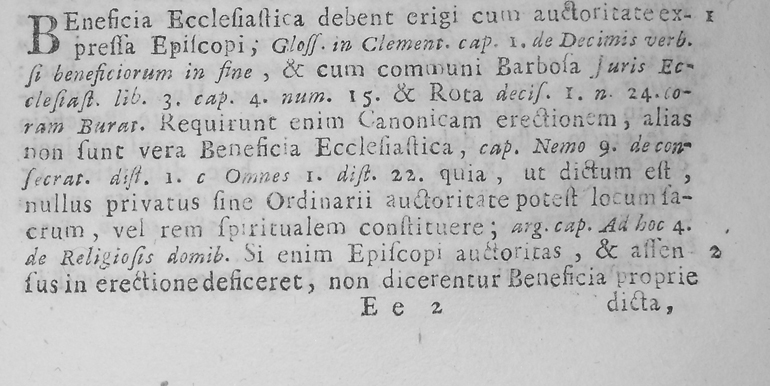 BEneficia Ecclesiaſtica debent erigi cum auctoritate ex- 1
preſſa Epiſcopi; Gloſſ. in Clement. cap. 1. de Decimis verb.
ſi beneficiorum in fine, & cum communi Barboſa Juris Ec-
cleſiaſt. lib. 3. cap. 4. num. 15. & Rota deciſ. 1. n. 24. co-
ram Burat. Requirunt enim Canonicam erectionem, alias
non ſunt vera Beneficia Eccleſiaſtica, cap. Nemo 9. de con-
ſecrat. diſt. 1. c Omnes 1. diſt. 22. quia, ut dictum eſt,
nullus privatus ſine Ordinarii auctoritate poteſt locum ſa-
crum, vel rem ſpiritualem conſtituere; arg. cap. Ad hoc 4.
de Religioſis domib. Si enim Epiſcopi auctoritas, & aſſen 2
ſus in erectione deficeret, non dicerentur Beneficia proprie
E e 2 dicta,